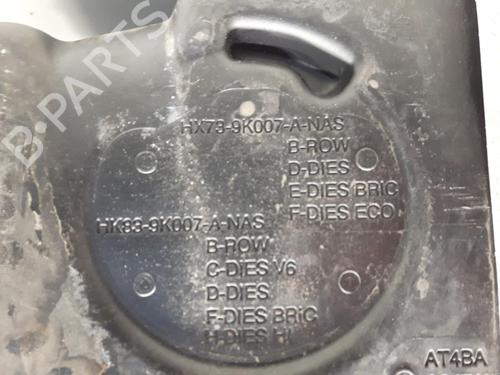 B-PARTS
HX73-9K007-A-NAS
B-ROW
D-DIES
E-DIES BRIC
F-DIES ECO
HK83-9K007-A-NAS
B-ROW
C-DIES V6
D-DIES
F-DIES BRIC
H-DIES HI
AT4BA